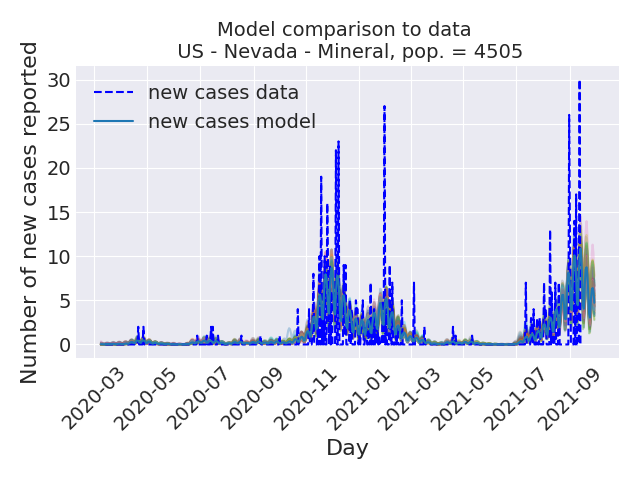 Model comparison to data
US - Nevada - Mineral, pop. = 4505
Number of new cases reported
30
25
20
15
10
5
0
new cases data
new cases model
2020-03
2020-05
2020-07
2020-09
2020-11
2021-01
2021-03
2021-05
2021-07
2021-09
Day